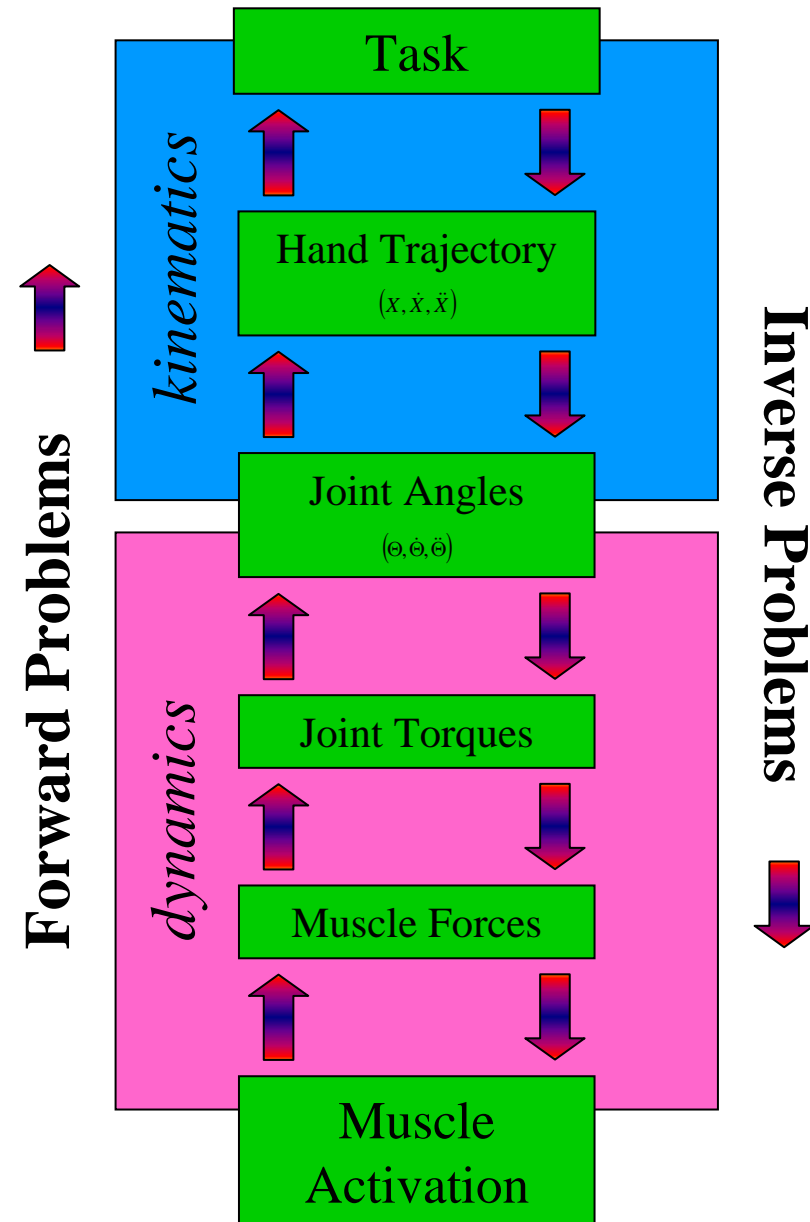 Task
kinematics
Hand Trajectory
(x, ẋ, ẍ)
Joint Angles
(Θ, Θ̇, Θ̈)
dynamics
Joint Torques
Muscle Forces
Muscle
Activation
Forward Problems
Inverse Problems